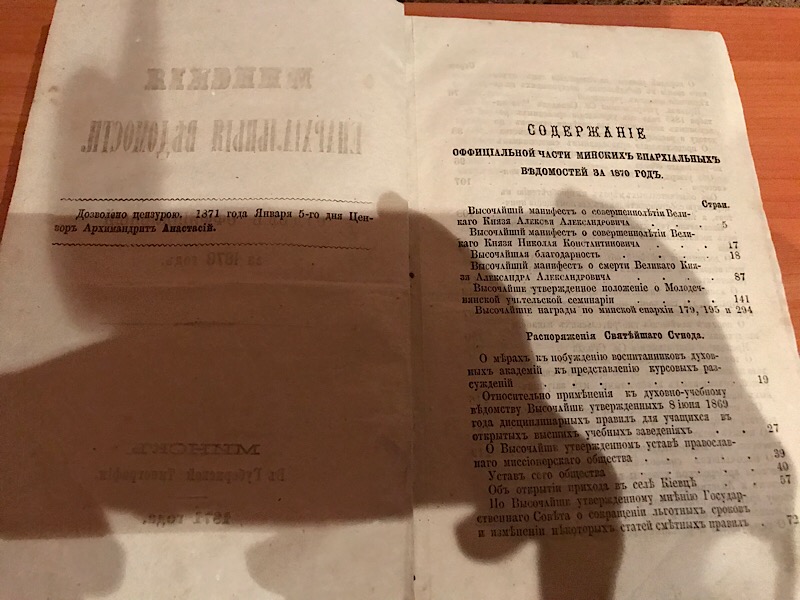 Дозволено цензурою. 1871 года Января 5-го дня Цен-
зоръ Архимандритъ Анастасій.
СОДЕРЖАНІЕ
ОФФИЦІАЛЬНОЙ ЧАСТИ МИНСКИХЪ ЕПАРХІАЛЬНЫХЪ
ВѢДОМОСТЕЙ ЗА 1870 ГОДЪ.
Стран.
Высочайшій манифестъ о совершеннолѣтіи Вели-
каго Князя Алексѣя Александровича . . . 5
Высочайшій манифестъ о совершеннолѣтіи Вели-
каго Князя Николая Константиновича . . . 17
Высочайшая благодарность . . . . . 18
Высочайшій манифестъ о смерти Великаго Кня-
зя Александра Александровича . . . . 87
Высочайше утвержденное положеніе о Молодеч-
нянской учительской семинаріи . . . . 141
Высочайше награды по минской епархіи 179, 195 и 294
Распоряженія Святѣйшаго Сѵнода.
О мѣрахъ къ побужденію воспитанниковъ духов-
ныхъ академій къ представленію курсовыхъ раз-
сужденій . . . . . . . 19
Относительно примѣненія къ духовно-учебному
вѣдомству Высочайше утвержденныхъ 8 іюня 1869
года дисциплинарныхъ правилъ для учащихся въ
открытыхъ высшихъ учебныхъ заведеніяхъ . . 27
О Высочайше утвержденномъ уставѣ православ-
наго миссіонерскаго общества . . . . 39
Уставъ сего общества . . . . . 40
Объ открытіи прихода въ селѣ Кіевцѣ . . . 57
По Высочайше утвержденному мнѣнію Государ-
ственнаго Совѣта о сокращеніи льготныхъ сроковъ
и измѣненіи нѣкоторыхъ статей смѣтныхъ правилъ . 72